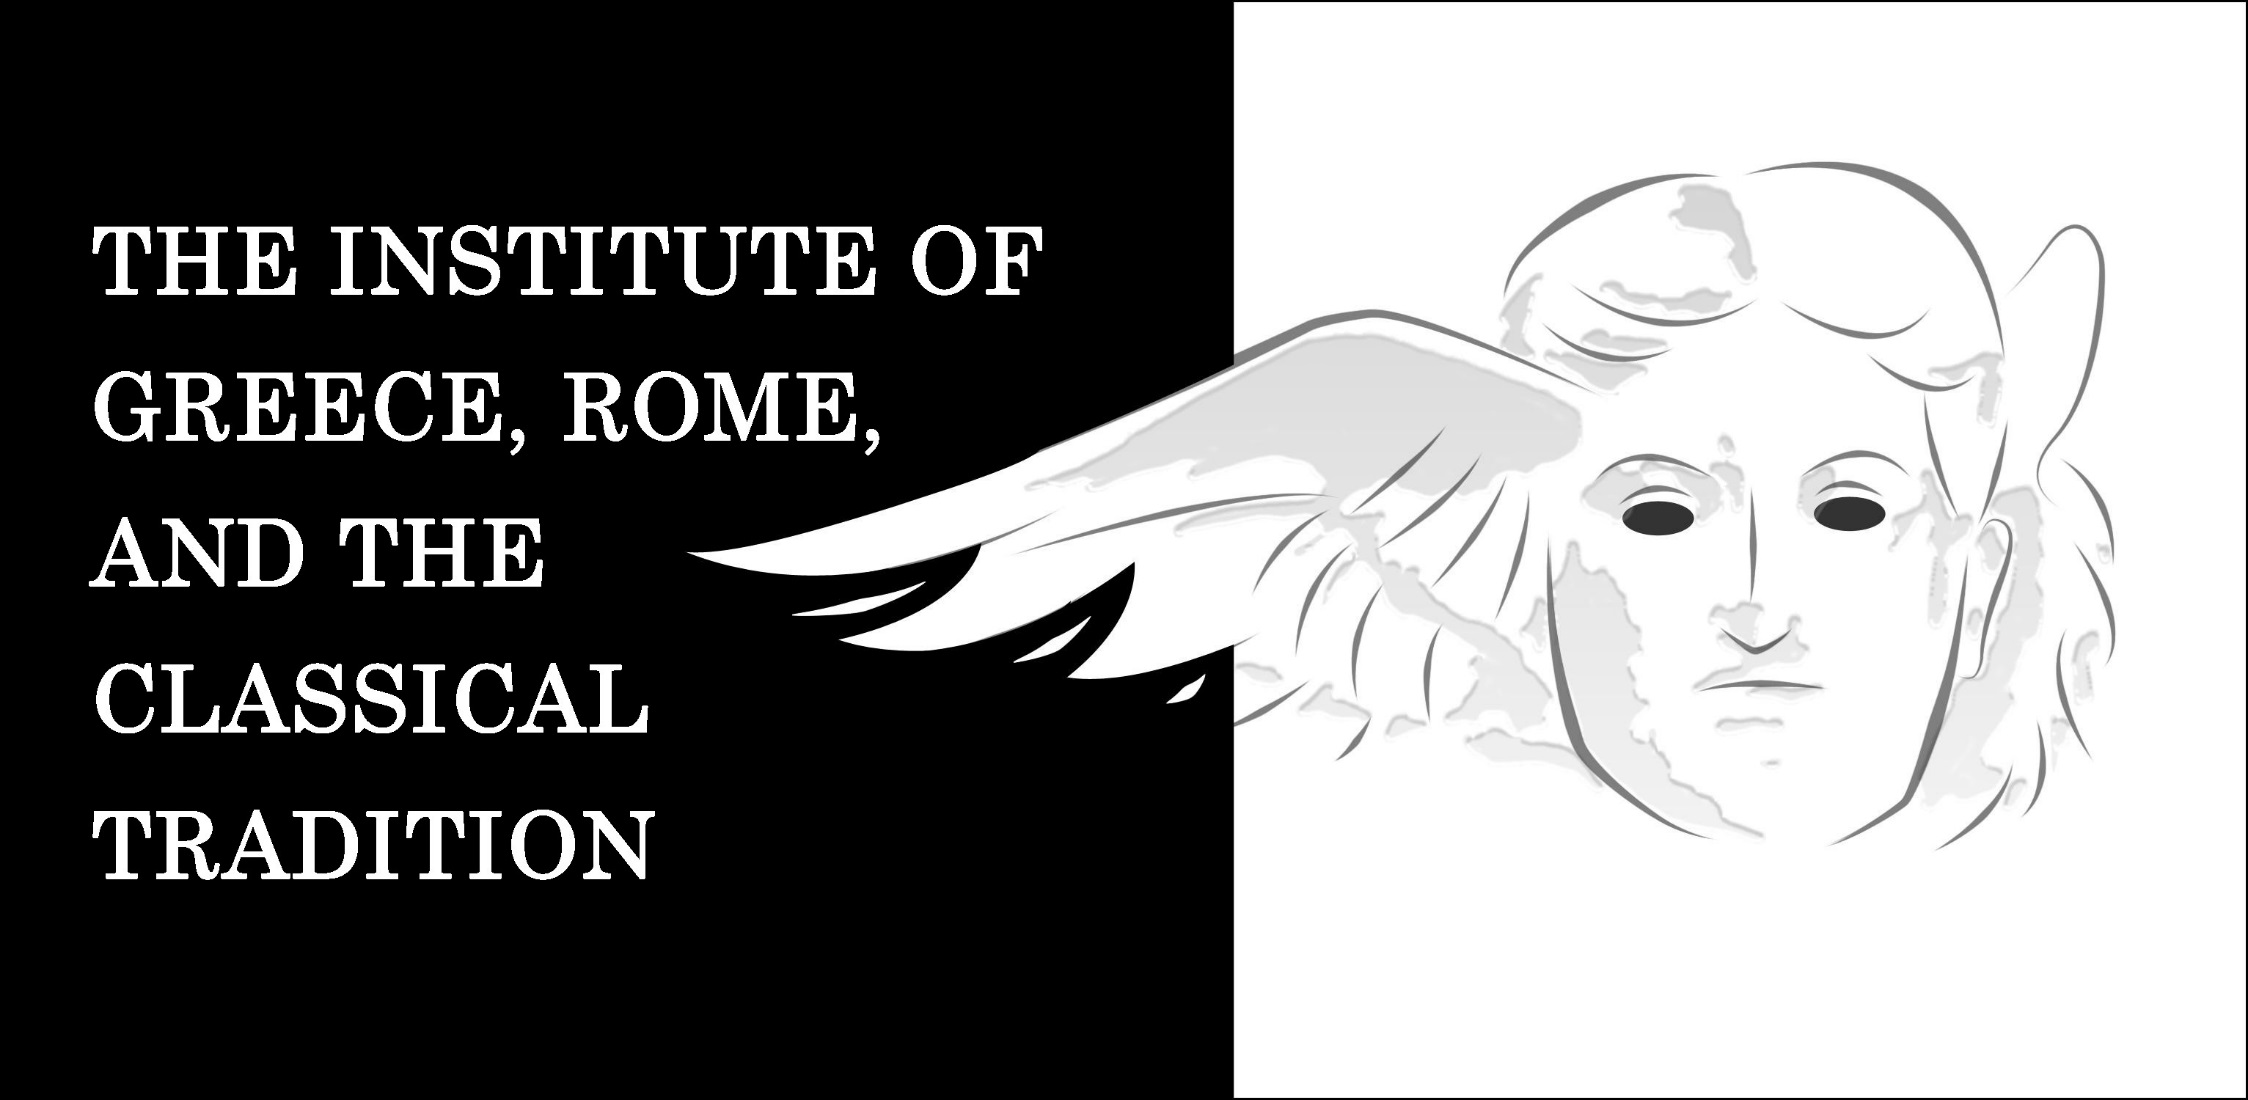 THE INSTITUTE OF
GREECE, ROME,
AND THE
CLASSICAL
TRADITION